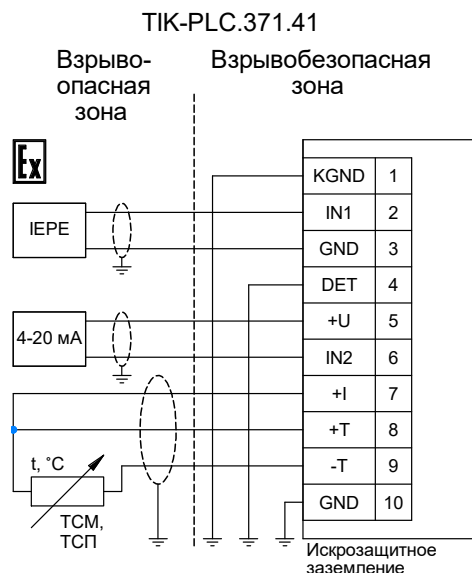 TIK-PLC.371.41
Взрыво-
опасная
зона
Взрывобезопасная
зона
Ex
IEPE
4-20 мА
t, °C
ТСМ,
ТСП
KGND 1
IN1 2
GND 3
DET 4
+U 5
IN2 6
+I 7
+T 8
-T 9
GND 10
Искрозащитное
заземление